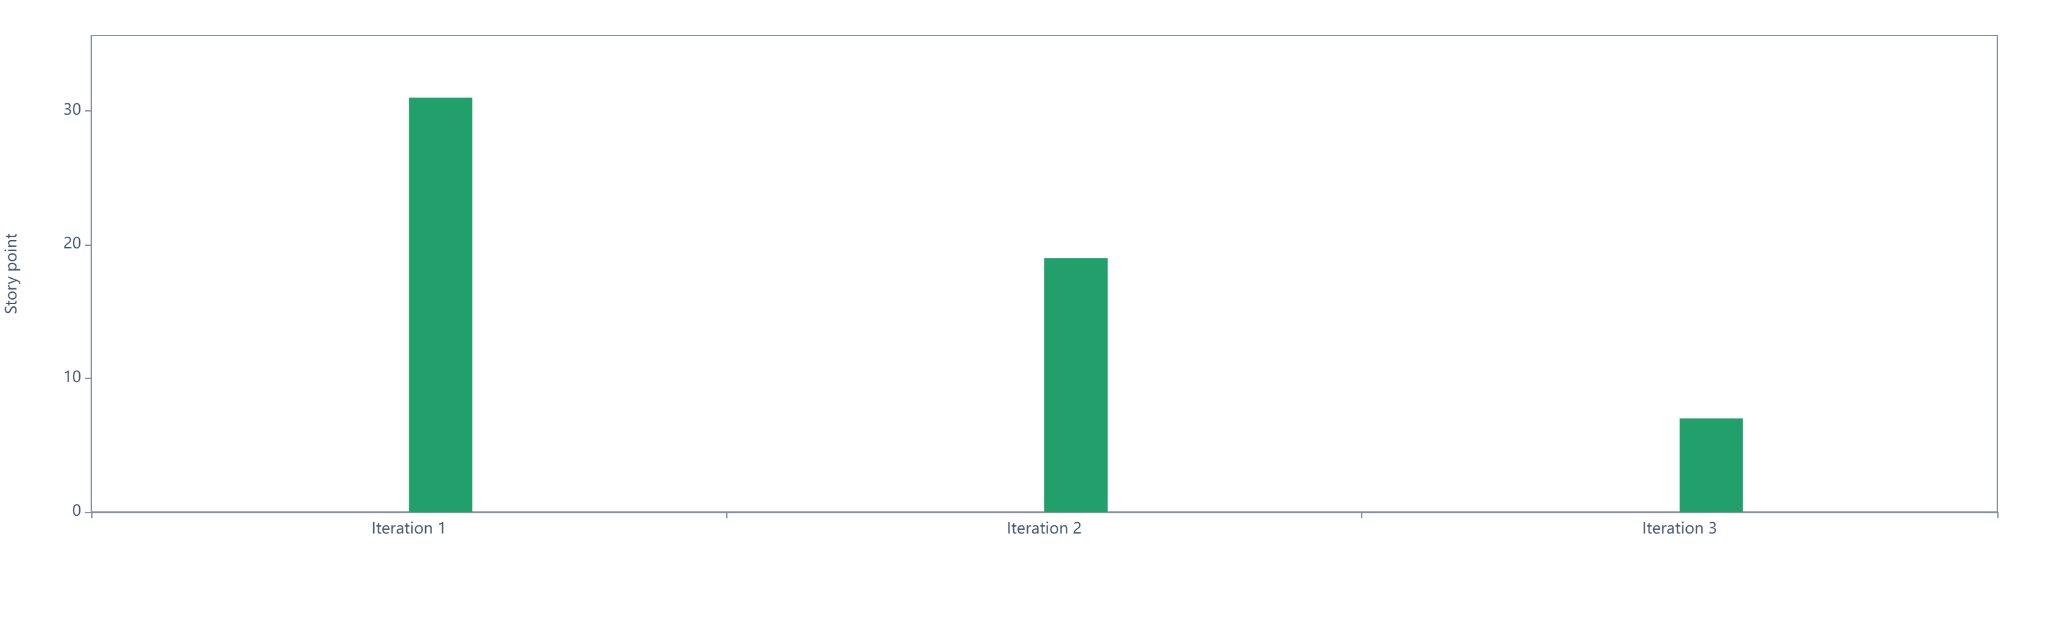 Story point
30
20
10
0
Iteration 1
Iteration 2
Iteration 3